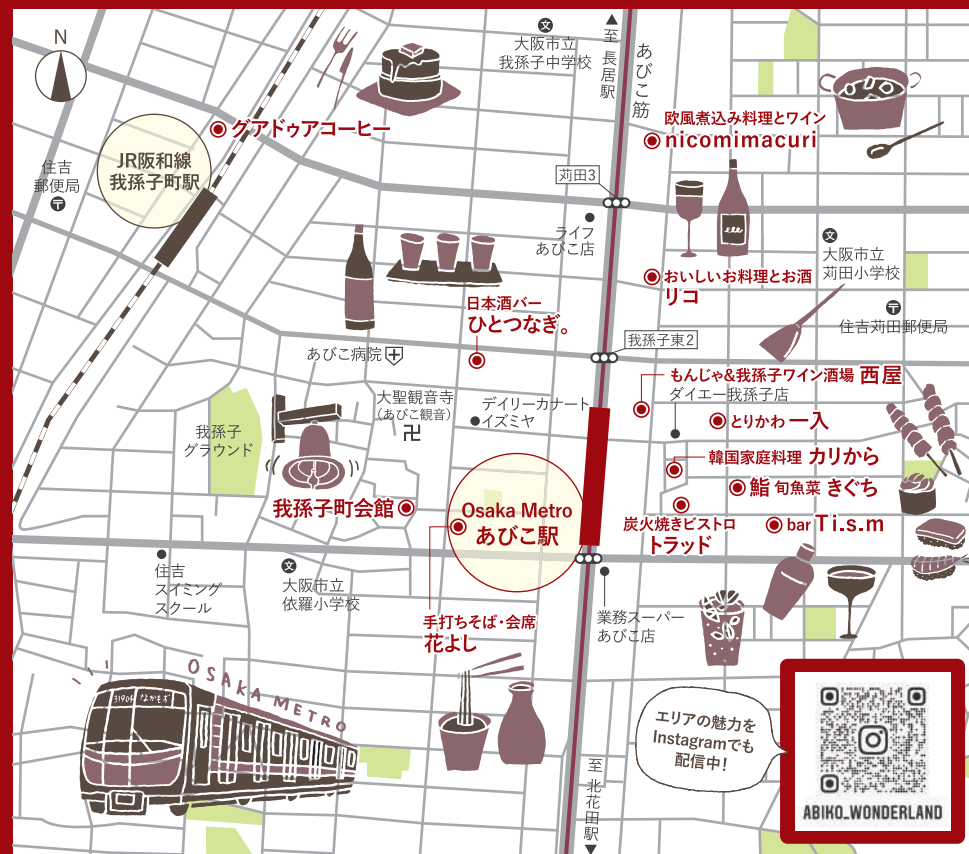 N
大阪市立
我孫子中学校
至 長居駅
あびこ筋
グアドゥアコーヒー
JR阪和線
我孫子町駅
住吉
郵便局
欧風煮込み料理とワイン
nicomimacuri
苅田3
ライフ
あびこ店
大阪市立
苅田小学校
おいしいお料理とお酒
リコ
住吉苅田郵便局
日本酒バー
ひとつなぎ。
我孫子東2
あびこ病院
もんじゃ&我孫子ワイン酒場 西屋
ダイエー我孫子店
大聖観音寺
(あびこ観音)
卍
デイリーカナート
イズミヤ
とりかわ 一入
我孫子
グラウンド
韓国家庭料理 カリから
鮨 旬魚菜 きぐち
我孫子町会館
Osaka Metro
あびこ駅
炭火焼きビストロ
トラッド
bar Ti.s.m
住吉
スイミング
スクール
大阪市立
依羅小学校
手打ちそば・会席
花よし
業務スーパー
あびこ店
OSAKA METRO
31904 なかもず
エリアの魅力を
Instagramでも
配信中!
至 北花田駅
ABIKO_WONDERLAND